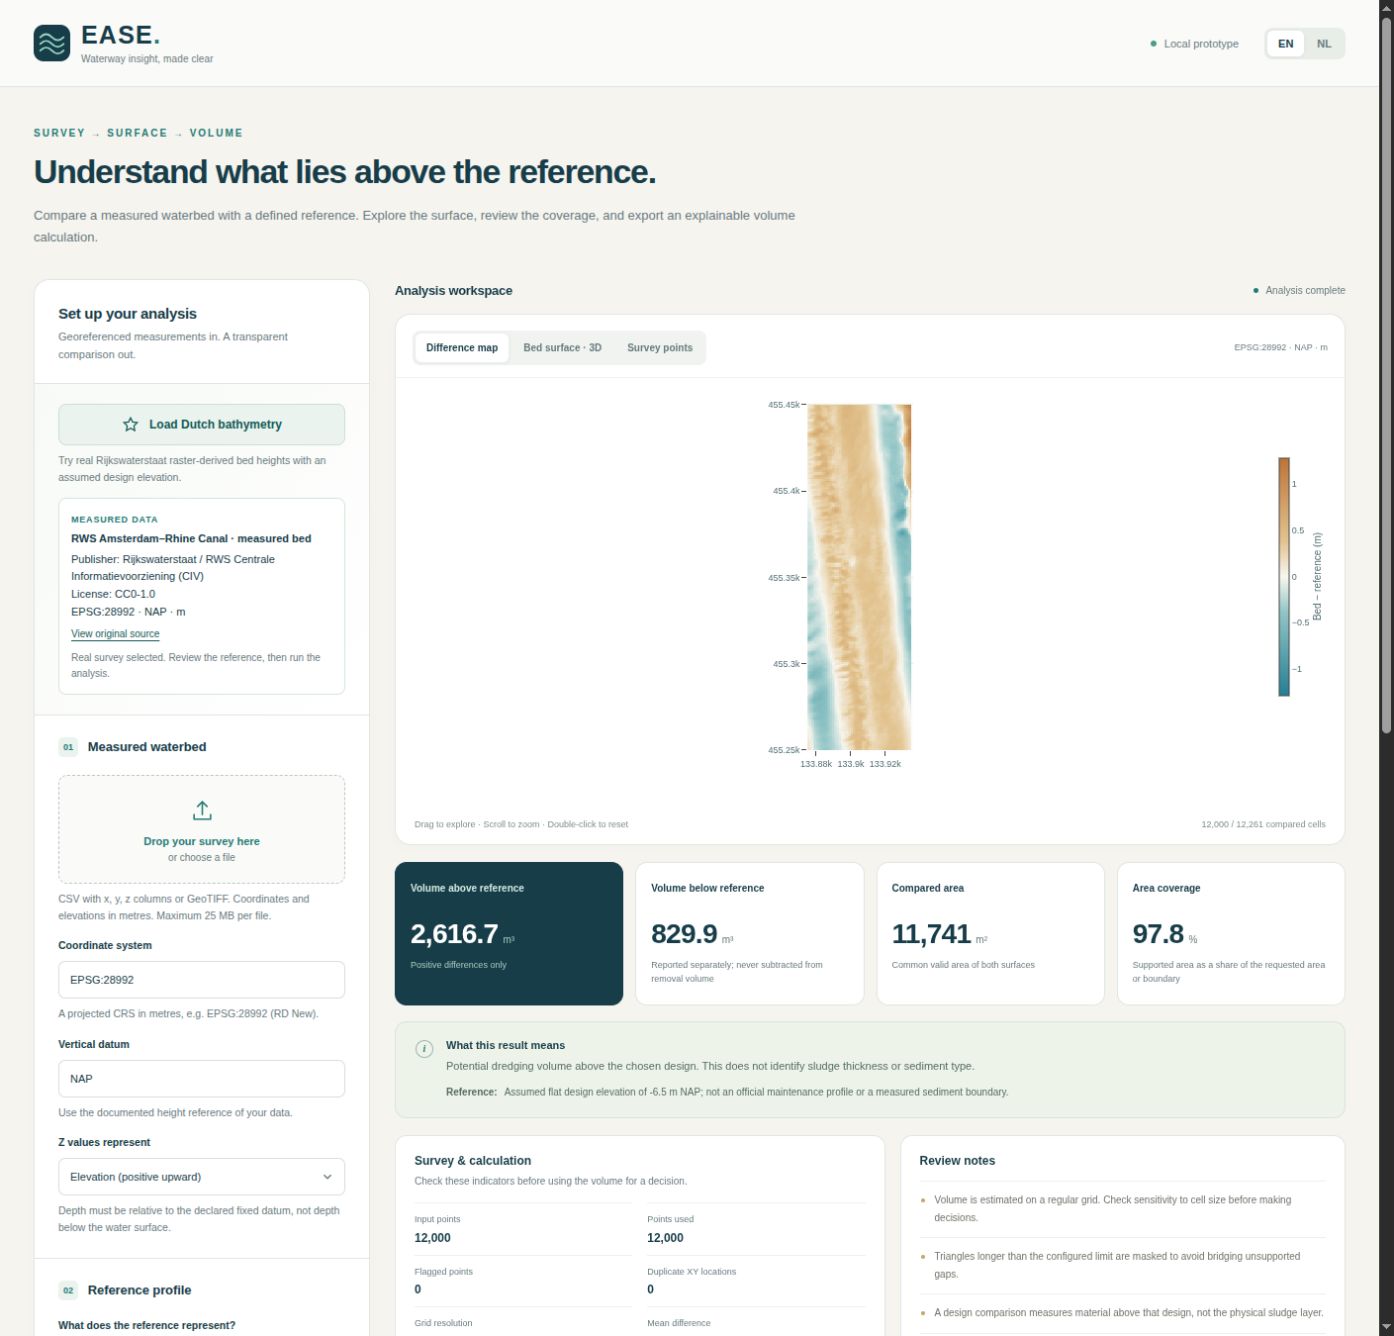 EASE.
Waterway insight, made clear
Local prototype
EN
NL
SURVEY → SURFACE → VOLUME
Understand what lies above the reference.
Compare a measured waterbed with a defined reference. Explore the surface, review the coverage, and export an explainable volume
calculation.
Set up your analysis
Georeferenced measurements in. A transparent
comparison out.
Load Dutch bathymetry
Try real Rijkswaterstaat raster-derived bed heights with an
assumed design elevation.
MEASURED DATA
RWS Amsterdam–Rhine Canal · measured bed
Publisher: Rijkswaterstaat / RWS Centrale
Informatievoorziening (CIV)
License: CC0-1.0
EPSG:28992 · NAP · m
View original source
Real survey selected. Review the reference, then run the
analysis.
01 Measured waterbed
Drop your survey here
or choose a file
CSV with x, y, z columns or GeoTIFF. Coordinates and
elevations in metres. Maximum 25 MB per file.
Coordinate system
EPSG:28992
A projected CRS in metres, e.g. EPSG:28992 (RD New).
Vertical datum
NAP
Use the documented height reference of your data.
Z values represent
Elevation (positive upward)
Depth must be relative to the declared fixed datum, not depth
below the water surface.
02 Reference profile
What does the reference represent?
Analysis workspace
Analysis complete
Difference map
Bed surface · 3D
Survey points
EPSG:28992 · NAP · m
455.45k
455.4k
455.35k
455.3k
455.25k
133.88k 133.9k 133.92k
1
0.5
0
−0.5
−1
Bed − reference (m)
Drag to explore · Scroll to zoom · Double-click to reset
12,000 / 12,261 compared cells
Volume above reference
2,616.7 m³
Positive differences only
Volume below reference
829.9 m³
Reported separately; never subtracted from
removal volume
Compared area
11,741 m²
Common valid area of both surfaces
Area coverage
97.8 %
Supported area as a share of the requested area
or boundary
i
What this result means
Potential dredging volume above the chosen design. This does not identify sludge thickness or sediment type.
Reference: Assumed flat design elevation of -6.5 m NAP; not an official maintenance profile or a measured sediment boundary.
Survey & calculation
Check these indicators before using the volume for a decision.
Input points
12,000
Points used
12,000
Flagged points
0
Duplicate XY locations
0
Grid resolution
Mean difference
Review notes
Volume is estimated on a regular grid. Check sensitivity to cell size before making
decisions.
Triangles longer than the configured limit are masked to avoid bridging unsupported
gaps.
A design comparison measures material above that design, not the physical sludge layer.